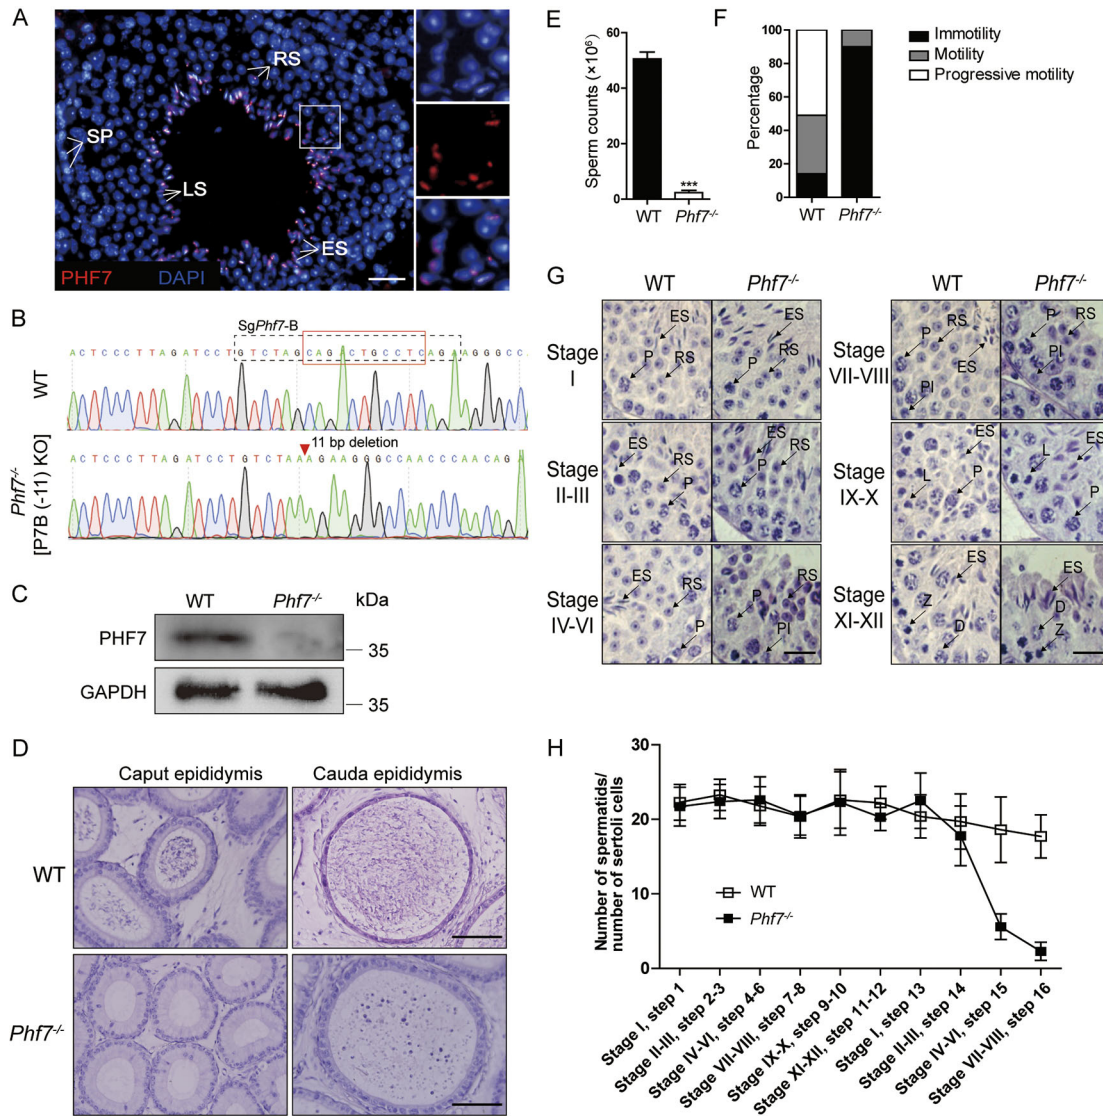 A
RS
SP
LS
ES
PHF7 DAPI
B
SgPhf7-B
ACTCCCTTAGATCCTGTCTAGCAGACTGCCTCAGAAGGGCC
WT
11 bp deletion
ACTCCCTTAGATCCTGTCTAAAGAAGGGCCAACCCAACAGA
Phf7-/-
[P7B (-11) KO]
C
WT Phf7-/- kDa
PHF7
35
GAPDH
35
D
Caput epididymis Cauda epididymis
WT
Phf7-/-
E
Sperm counts (×10⁶)
60
40
20
0
***
WT Phf7-/-
F
Percentage
100
80
60
40
20
0
WT Phf7-/-
Immotility
Motility
Progressive motility
G
WT Phf7-/- WT Phf7-/-
Stage
I
ES
P
RS
ES
P
RS
Stage
VII-VIII
P
RS
ES
Pl
P
RS
Pl
Stage
II-III
ES
RS
P
ES
RS
P
Stage
IX-X
ES
L
P
ES
L
P
Stage
IV-VI
ES
RS
P
P
RS
Pl
Stage
XI-XII
ES
Z
D
ES
D
Z
H
Number of spermatids/
number of sertoli cells
30
20
10
0
WT
Phf7-/-
Stage I, step 1
Stage II-III, step 2-3
Stage IV-VI, step 4-6
Stage VII-VIII, step 7-8
Stage IX-X, step 9-10
Stage XI-XII, step 11-12
Stage I, step 13
Stage II-III, step 14
Stage IV-VI, step 15
Stage VII-VIII, step 16